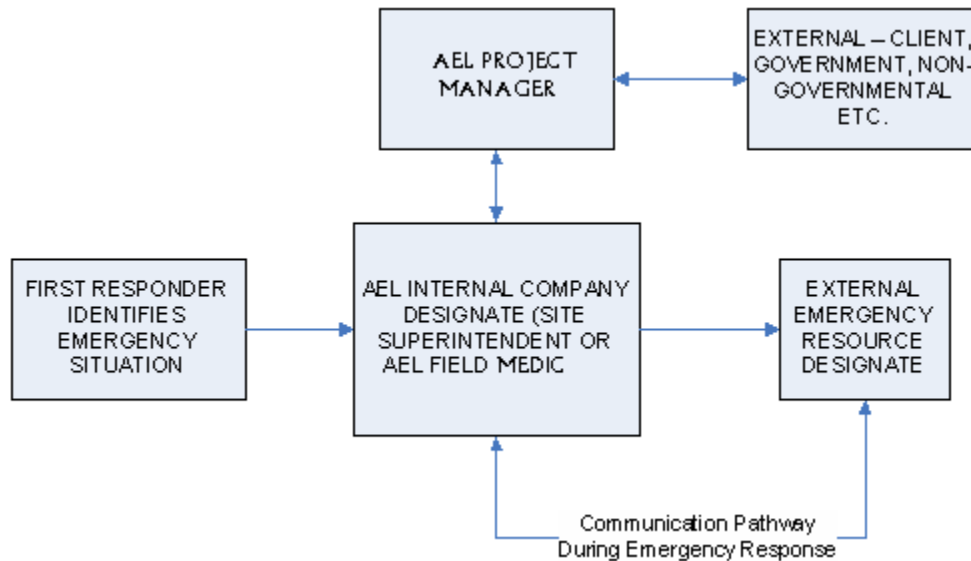 AEL PROJECT
MANAGER
EXTERNAL – CLIENT,
GOVERNMENT, NON-
GOVERNMENTAL
ETC.
FIRST RESPONDER
IDENTIFIES
EMERGENCY
SITUATION
AEL INTERNAL COMPANY
DESIGNATE (SITE
SUPERINTENDENT OR
AEL FIELD MEDIC
EXTERNAL
EMERGENCY
RESOURCE
DESIGNATE
Communication Pathway
During Emergency Response